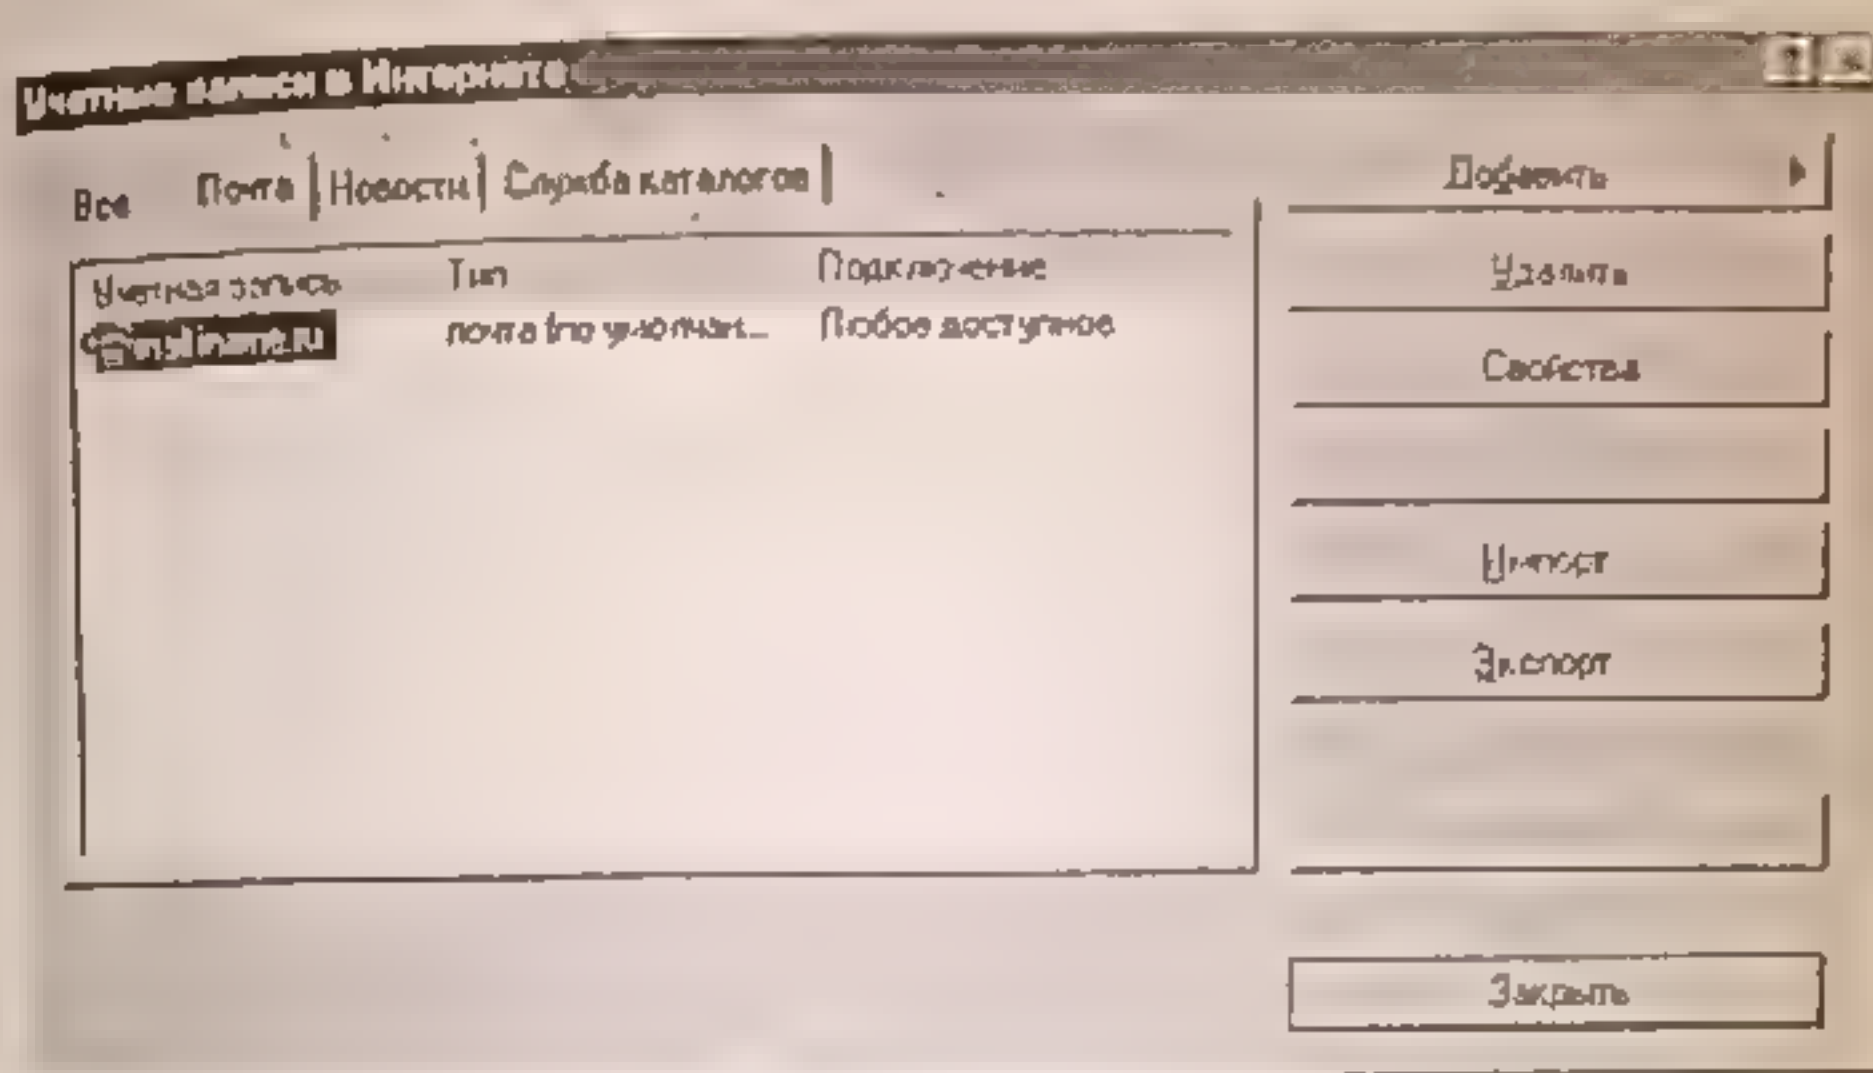 Учетные записи в Интернете
Все Почта Новости Служба каталогов
Учетная запись Тип Подключение
почта (по умолчан... Любое доступное
Добавить
Удалить
Свойства
Импорт
Экспорт
Закрыть